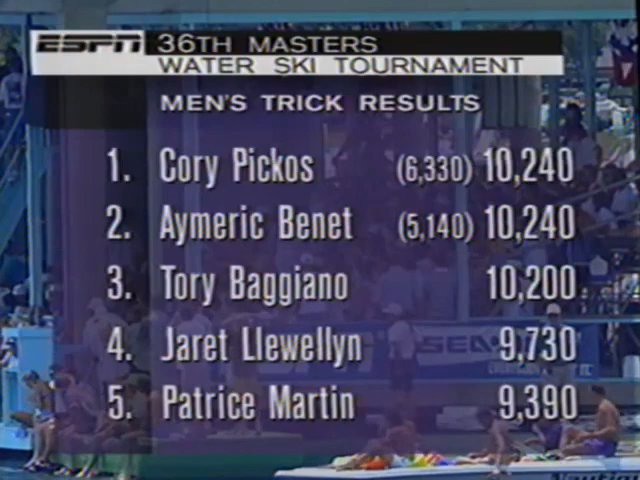 ESPN 36TH MASTERS
WATER SKI TOURNAMENT
MEN'S TRICK RESULTS
1. Cory Pickos (6,330) 10,240
2. Aymeric Benet (5,140) 10,240
3. Tory Baggiano 10,200
4. Jaret Llewellyn 9,730
5. Patrice Martin 9,390